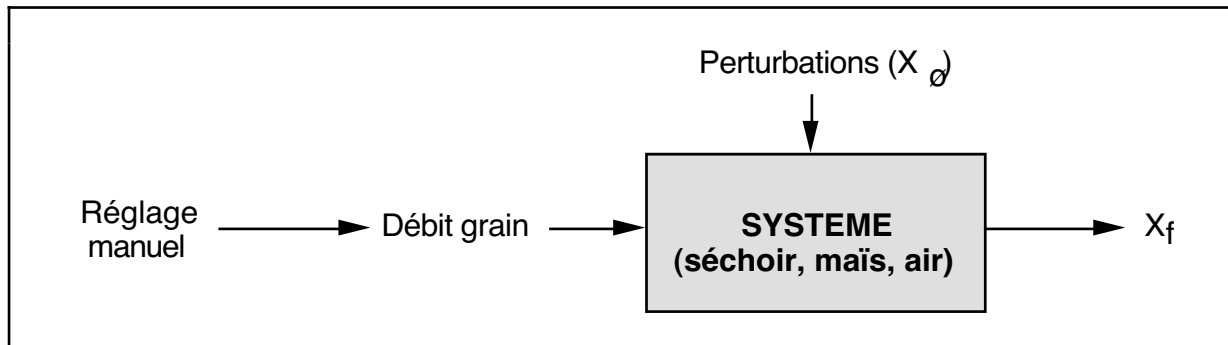 Perturbations (X ø)
Réglage
manuel
Débit grain
SYSTEME
(séchoir, maïs, air)
Xf